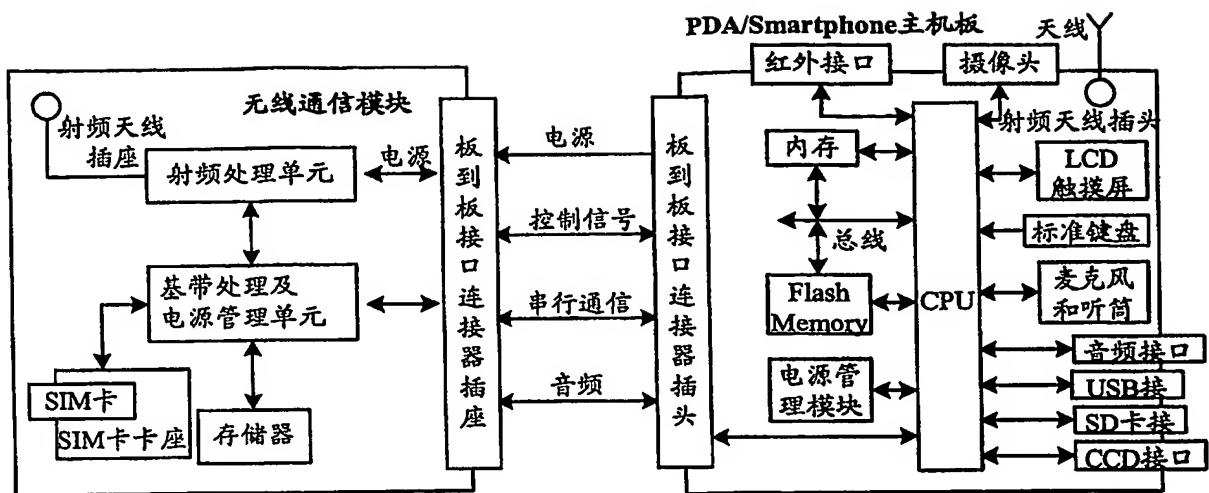 PDA/Smartphone主机板
天线
红外接口
摄像头
无线通信模块
射频天线
插座
射频处理单元
电源
基带处理及
电源管理单元
SIM卡
SIM卡卡座
存储器
板到板接口连接器插座
电源
控制信号
串行通信
音频
板到板接口连接器插头
内存
总线
Flash
Memory
电源管
理模块
CPU
射频天线插头
LCD
触摸屏
标准键盘
麦克风
和听筒
音频接口
USB接
SD卡接
CCD接口